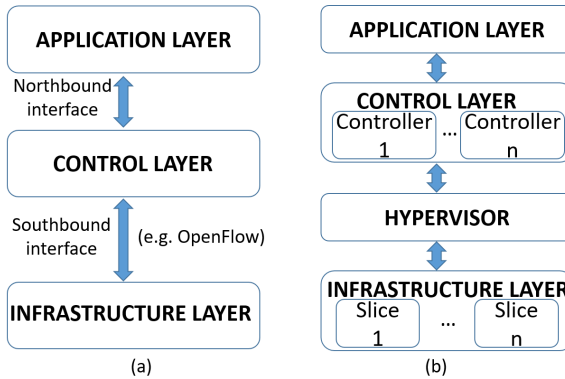 APPLICATION LAYER
Northbound
interface
CONTROL LAYER
Southbound
interface
(e.g. OpenFlow)
INFRASTRUCTURE LAYER
(a)
APPLICATION LAYER
CONTROL LAYER
Controller ... Controller
1 n
HYPERVISOR
INFRASTRUCTURE LAYER
Slice ... Slice
1 n
(b)